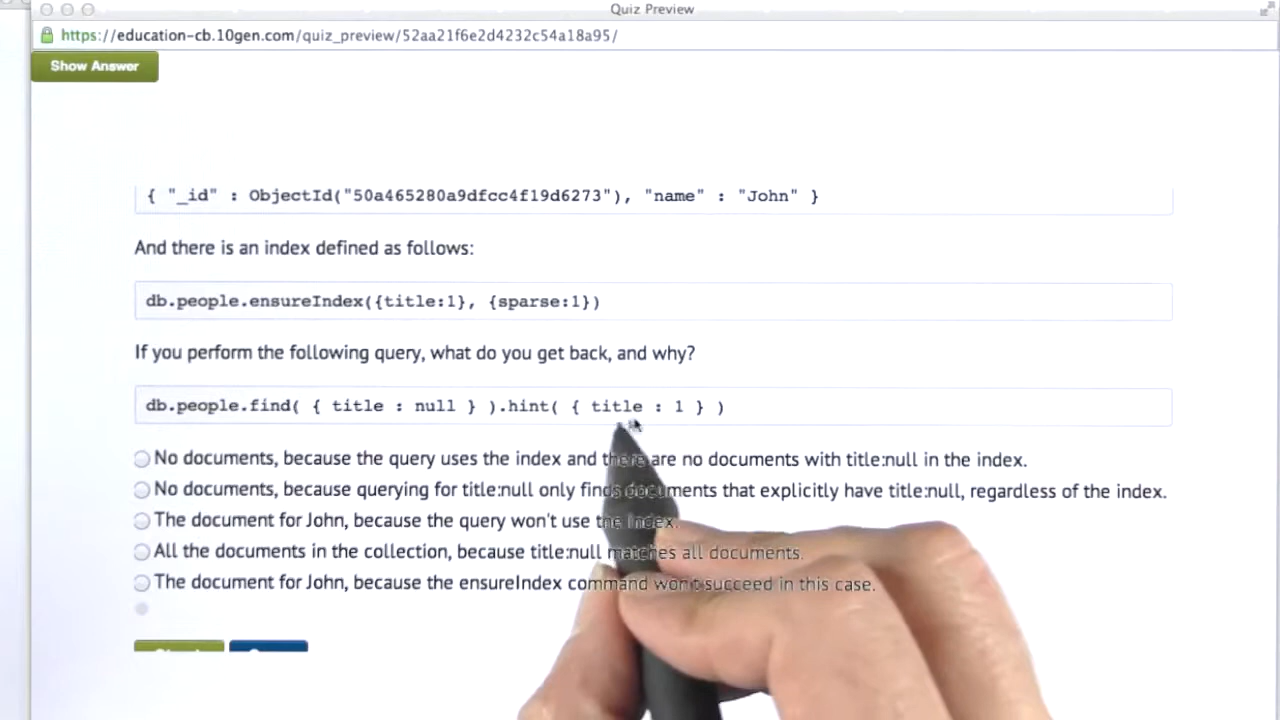 Quiz Preview
https://education-cb.10gen.com/quiz_preview/52aa21f6e2d4232c54a18a95/
Show Answer
{ "_id" : ObjectId("50a465280a9dfcc4f19d6273"), "name" : "John" }
And there is an index defined as follows:
db.people.ensureIndex({title:1}, {sparse:1})
If you perform the following query, what do you get back, and why?
db.people.find( { title : null } ).hint( { title : 1 } )
No documents, because the query uses the index and there are no documents with title:null in the index.
No documents, because querying for title:null only finds documents that explicitly have title:null, regardless of the index.
The document for John, because the query won't use the index.
All the documents in the collection, because title:null matches all documents.
The document for John, because the ensureIndex command won't succeed in this case.